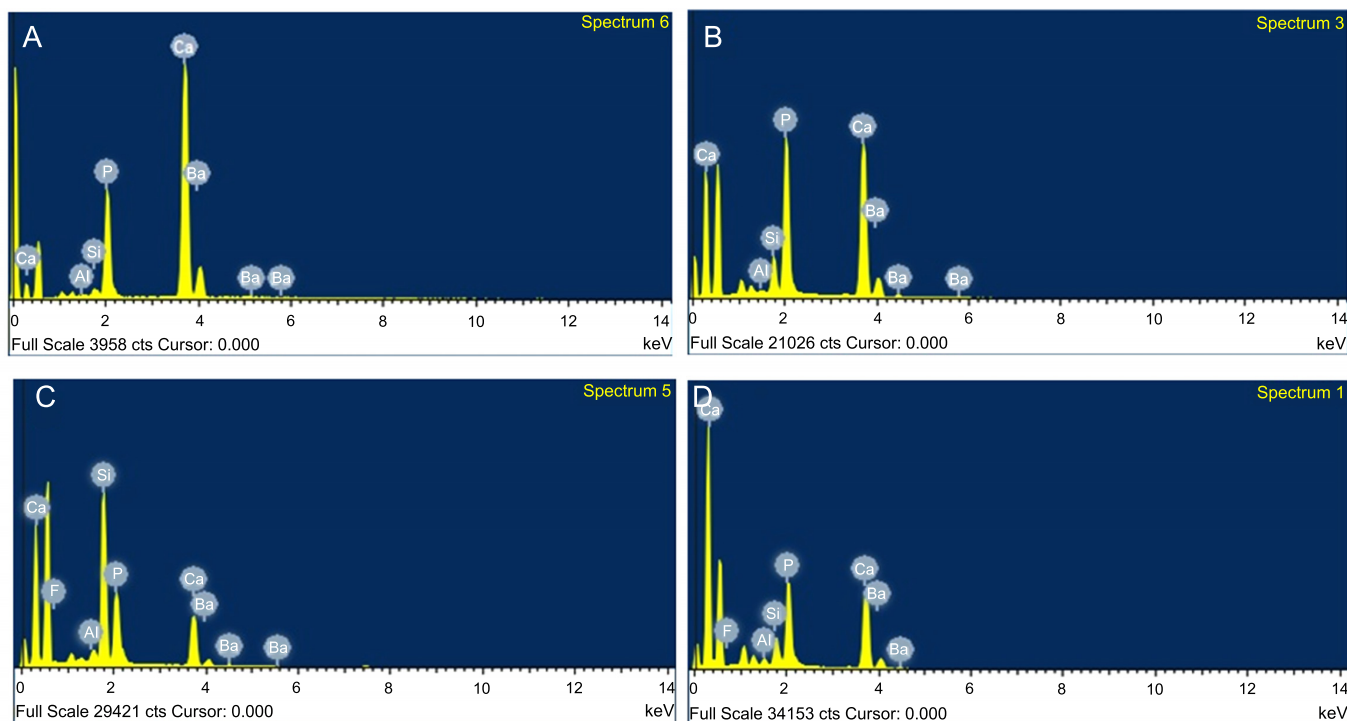 A
Spectrum 6
Ca
P
Ba
Ca
Si
Al
Ba
Ba
0 2 4 6 8 10 12 14
Full Scale 3958 cts Cursor: 0.000
keV
B
Spectrum 3
P
Ca
Ca
Ba
Si
Al
Ba
Ba
0 2 4 6 8 10 12 14
Full Scale 21026 cts Cursor: 0.000
keV
C
Spectrum 5
Si
Ca
P
Ca
F
Ba
Al
Ba
Ba
0 2 4 6 8 10 12 14
Full Scale 29421 cts Cursor: 0.000
keV
D
Spectrum 1
Ca
P
Ca
Ba
Si
F
Al
Ba
0 2 4 6 8 10 12 14
Full Scale 34153 cts Cursor: 0.000
keV